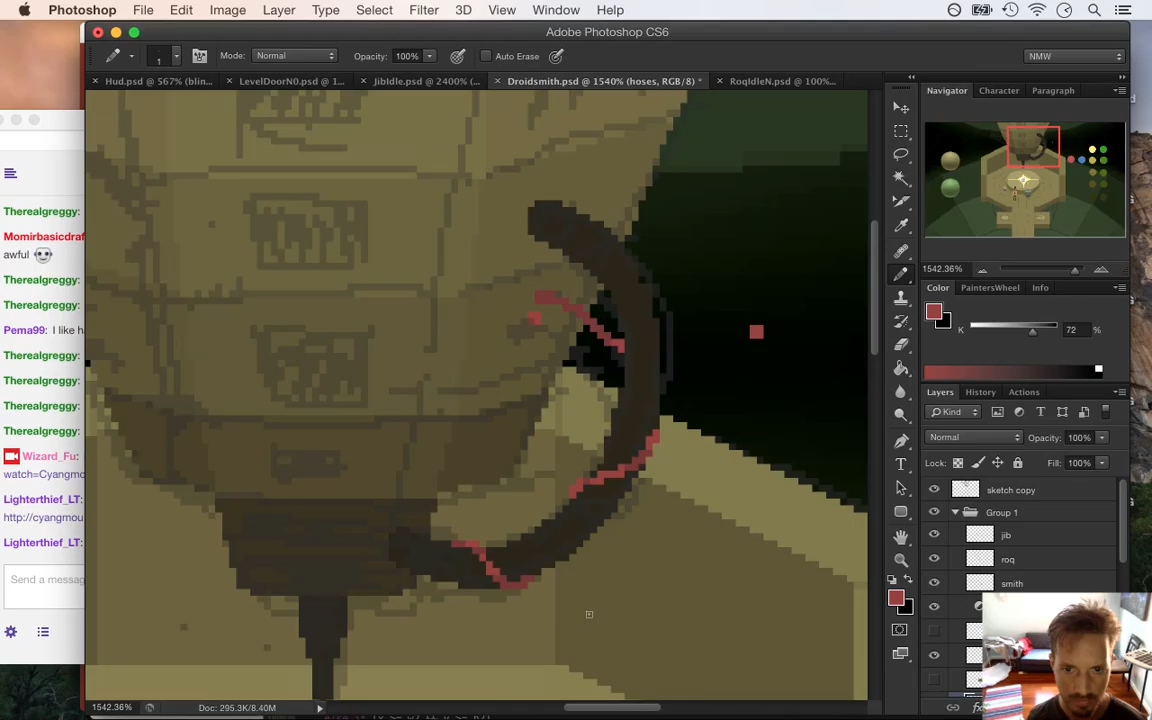 Photoshop File Edit Image Layer Type Select Filter 3D View Window Help
Adobe Photoshop CS6
1 Mode: Normal Opacity: 100% Auto Erase NMW
Hud.psd @ 567% (blin... LevelDoorN0.psd @ 1... JibIdle.psd @ 2400% (... Droidsmith.psd @ 1540% (hoses, RGB/8) * RoqIdleN.psd @ 100%...
Navigator Character Paragraph
1542.36%
Color PaintersWheel Info
K 72 %
Layers History Actions
Kind
Normal Opacity: 100%
Lock: Fill: 100%
sketch copy
Group 1
jib
roq
smith
Therealgreggy:
Momirbasicdraf
awful
Therealgreggy:
Pema99: I like h
Therealgreggy:
Therealgreggy:
Therealgreggy:
Therealgreggy:
Wizard_Fu:
watch=Cyangmo
Lighterthief_LT:
http://cyangmou
Lighterthief_LT:
Send a messag
1542.36% Doc: 295.3K/8.40M